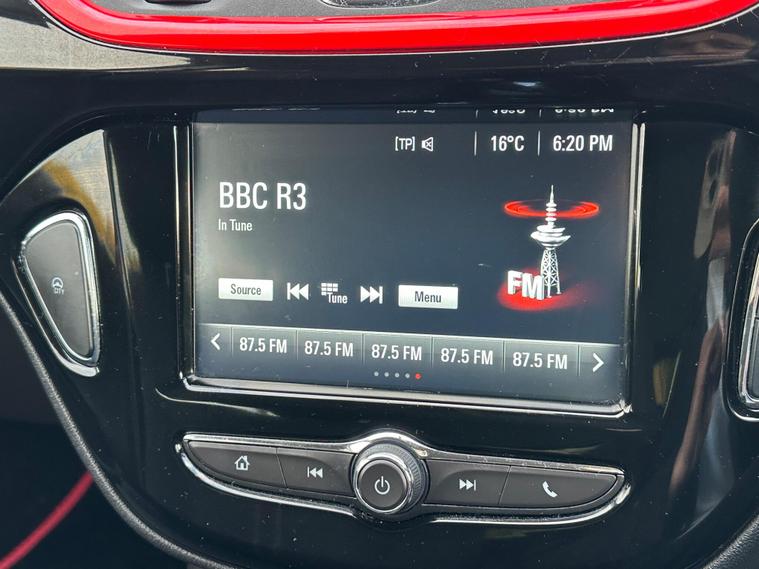 [TP] 16°C 6:20 PM
BBC R3
In Tune
FM
Source Tune Menu
87.5 FM 87.5 FM 87.5 FM 87.5 FM 87.5 FM
CITY